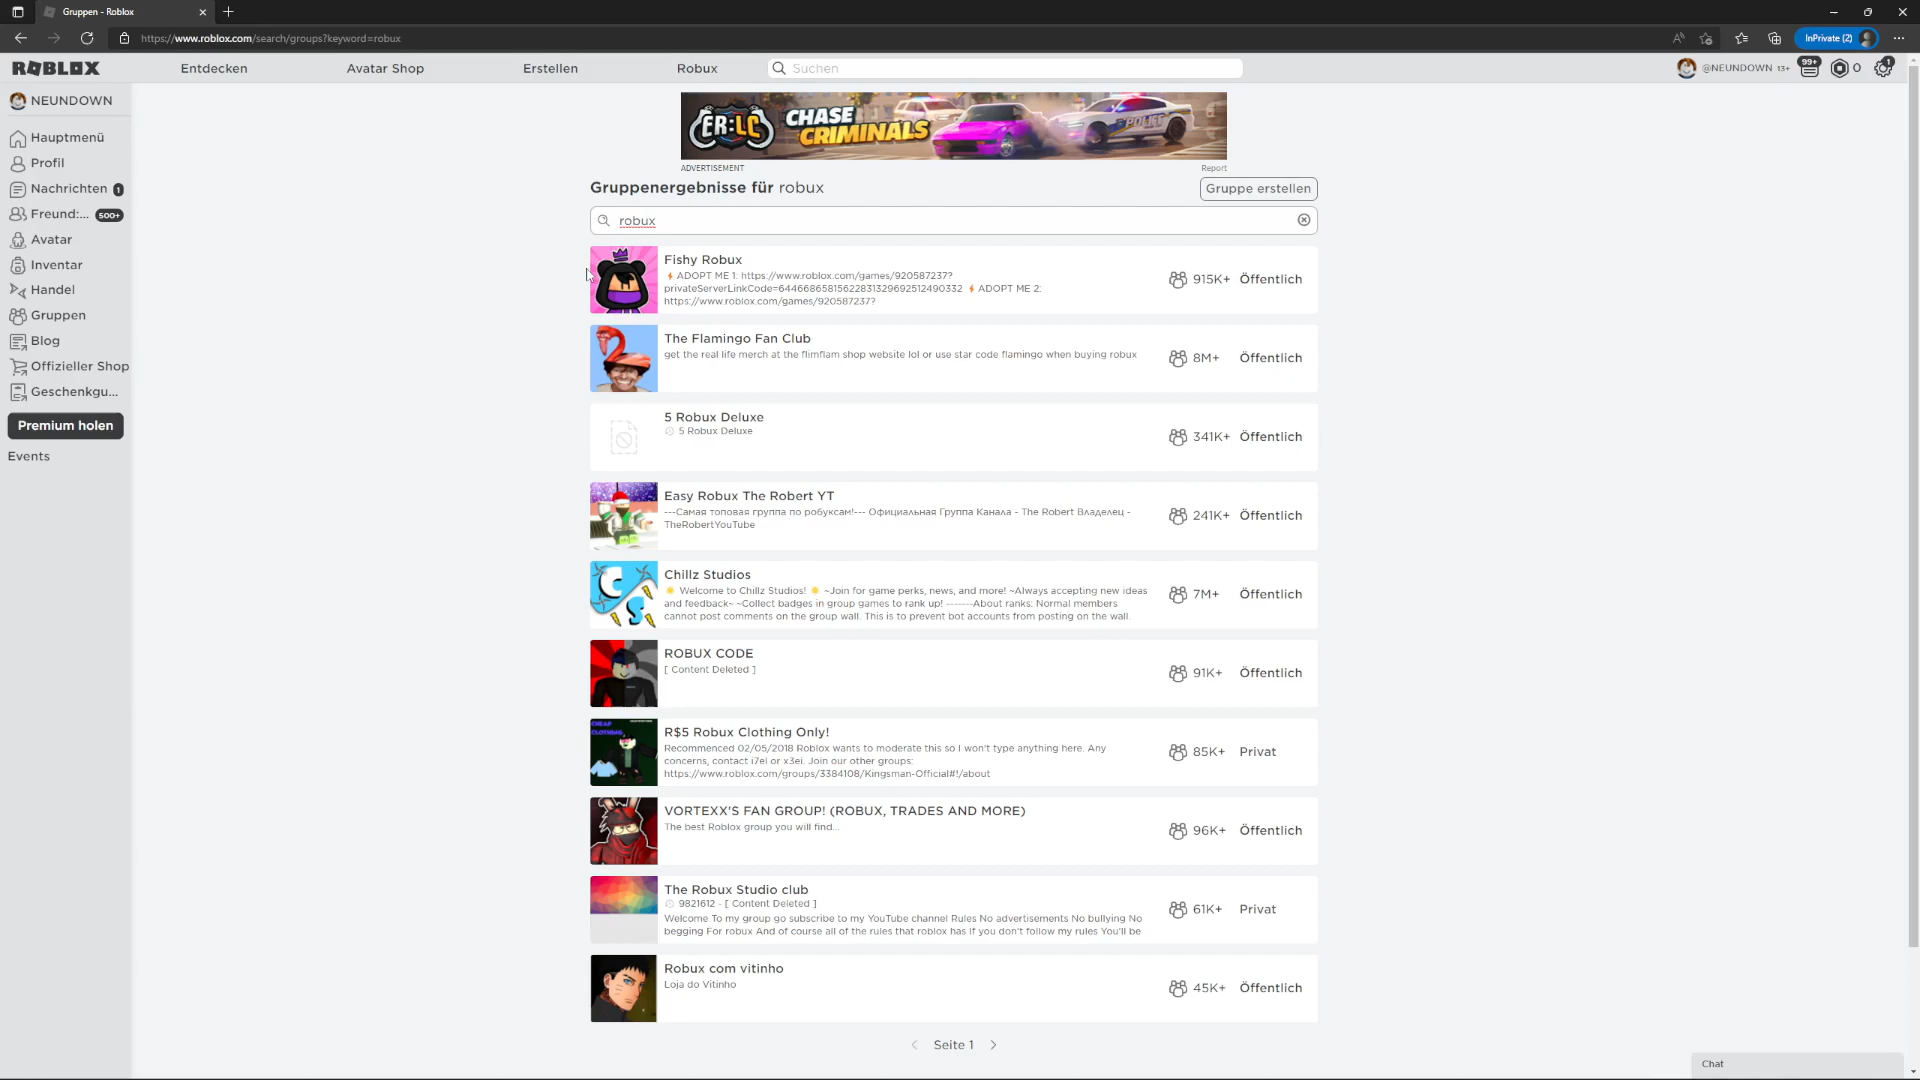 Gruppen - Roblox
https://www.roblox.com/search/groups?keyword=robux
InPrivate (2)
ROBLOX
Entdecken
Avatar Shop
Erstellen
Robux
Suchen
@NEUNDOWN 13+
99+
0
1
NEUNDOWN
Hauptmenü
Profil
Nachrichten 1
Freund:... 500+
Avatar
Inventar
Handel
Gruppen
Blog
Offizieller Shop
Geschenkgu...
Premium holen
Events
ER:LC
CHASE
CRIMINALS
POLICE
ADVERTISEMENT
Report
Gruppenergebnisse für robux
Gruppe erstellen
robux
Fishy Robux
⚡ ADOPT ME 1: https://www.roblox.com/games/920587237?
privateServerLinkCode=64466865815622831329692512490332 ⚡ ADOPT ME 2:
https://www.roblox.com/games/920587237?
915K+ Öffentlich
The Flamingo Fan Club
get the real life merch at the flimflam shop website lol or use star code flamingo when buying robux
8M+ Öffentlich
5 Robux Deluxe
5 Robux Deluxe
341K+ Öffentlich
Easy Robux The Robert YT
---Самая топовая группа по робуксам!--- Официальная Группа Канала - The Robert Владелец -
TheRobertYouTube
241K+ Öffentlich
Chillz Studios
☀ Welcome to Chillz Studios! ☀ ~Join for game perks, news, and more! ~Always accepting new ideas
and feedback~ ~Collect badges in group games to rank up! -------About ranks: Normal members
cannot post comments on the group wall. This is to prevent bot accounts from posting on the wall.
7M+ Öffentlich
ROBUX CODE
[ Content Deleted ]
91K+ Öffentlich
CHEAP
CLOTHING
R$5 Robux Clothing Only!
Recommenced 02/05/2018 Roblox wants to moderate this so I won't type anything here. Any
concerns, contact i7el or x3ei. Join our other groups:
https://www.roblox.com/groups/3384108/Kingsman-Official#!/about
85K+ Privat
VORTEXX'S FAN GROUP! (ROBUX, TRADES AND MORE)
The best Roblox group you will find...
96K+ Öffentlich
The Robux Studio club
9821612 - [ Content Deleted ]
Welcome To my group go subscribe to my YouTube channel Rules No advertisements No bullying No
begging For robux And of course all of the rules that roblox has If you don't follow my rules You'll be
61K+ Privat
Robux com vitinho
Loja do Vitinho
45K+ Öffentlich
Seite 1
Chat